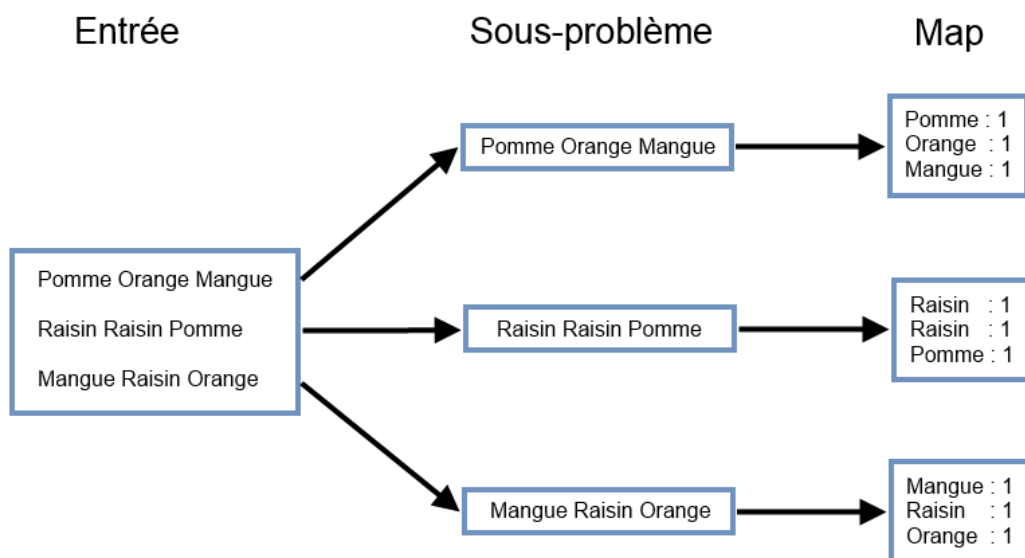 Entrée
Sous-problème
Map
Pomme Orange Mangue
Raisin Raisin Pomme
Mangue Raisin Orange
Pomme Orange Mangue
Raisin Raisin Pomme
Mangue Raisin Orange
Pomme : 1
Orange : 1
Mangue : 1
Raisin : 1
Raisin : 1
Pomme : 1
Mangue : 1
Raisin : 1
Orange : 1